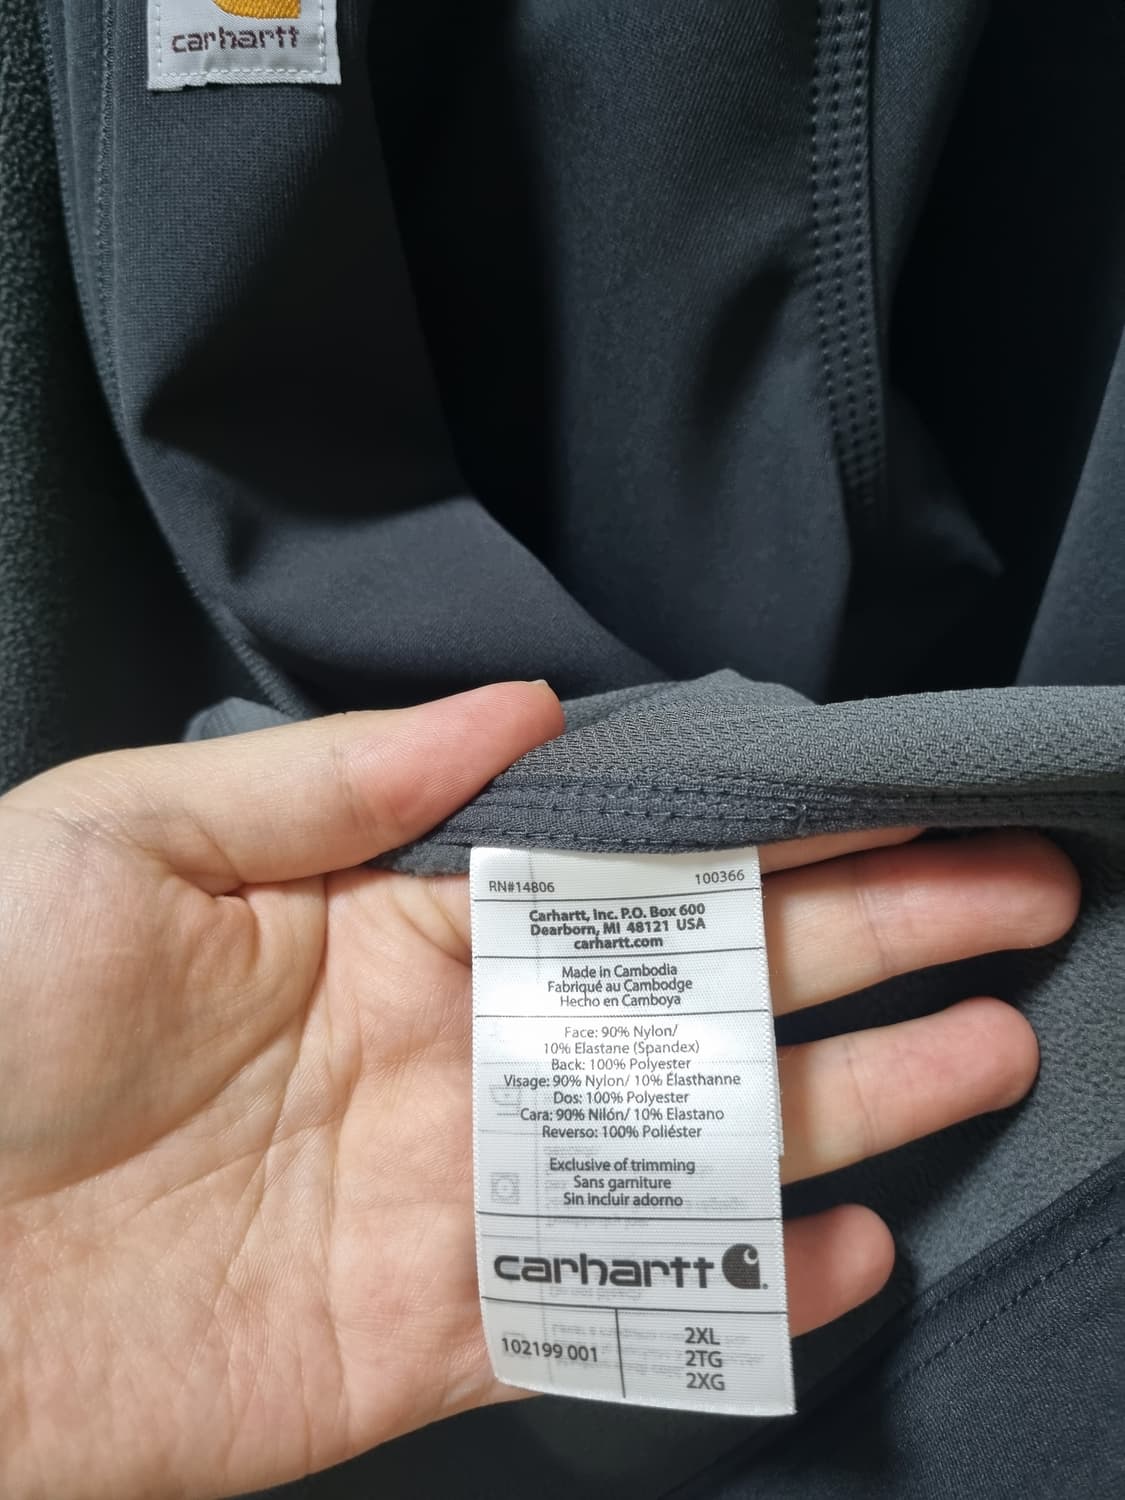 carhartt
RN#14806 100366
Carhartt, Inc. P.O. Box 600
Dearborn, MI 48121 USA
carhartt.com
Made in Cambodia
Fabriqué au Cambodge
Hecho en Camboya
Face: 90% Nylon/
10% Elastane (Spandex)
Back: 100% Polyester
Visage: 90% Nylon/ 10% Élasthanne
Dos: 100% Polyester
Cara: 90% Nilón/ 10% Elastano
Reverso: 100% Poliéster
Exclusive of trimming
Sans garniture
Sin incluir adorno
carhartt
102199 001
2XL
2TG
2XG